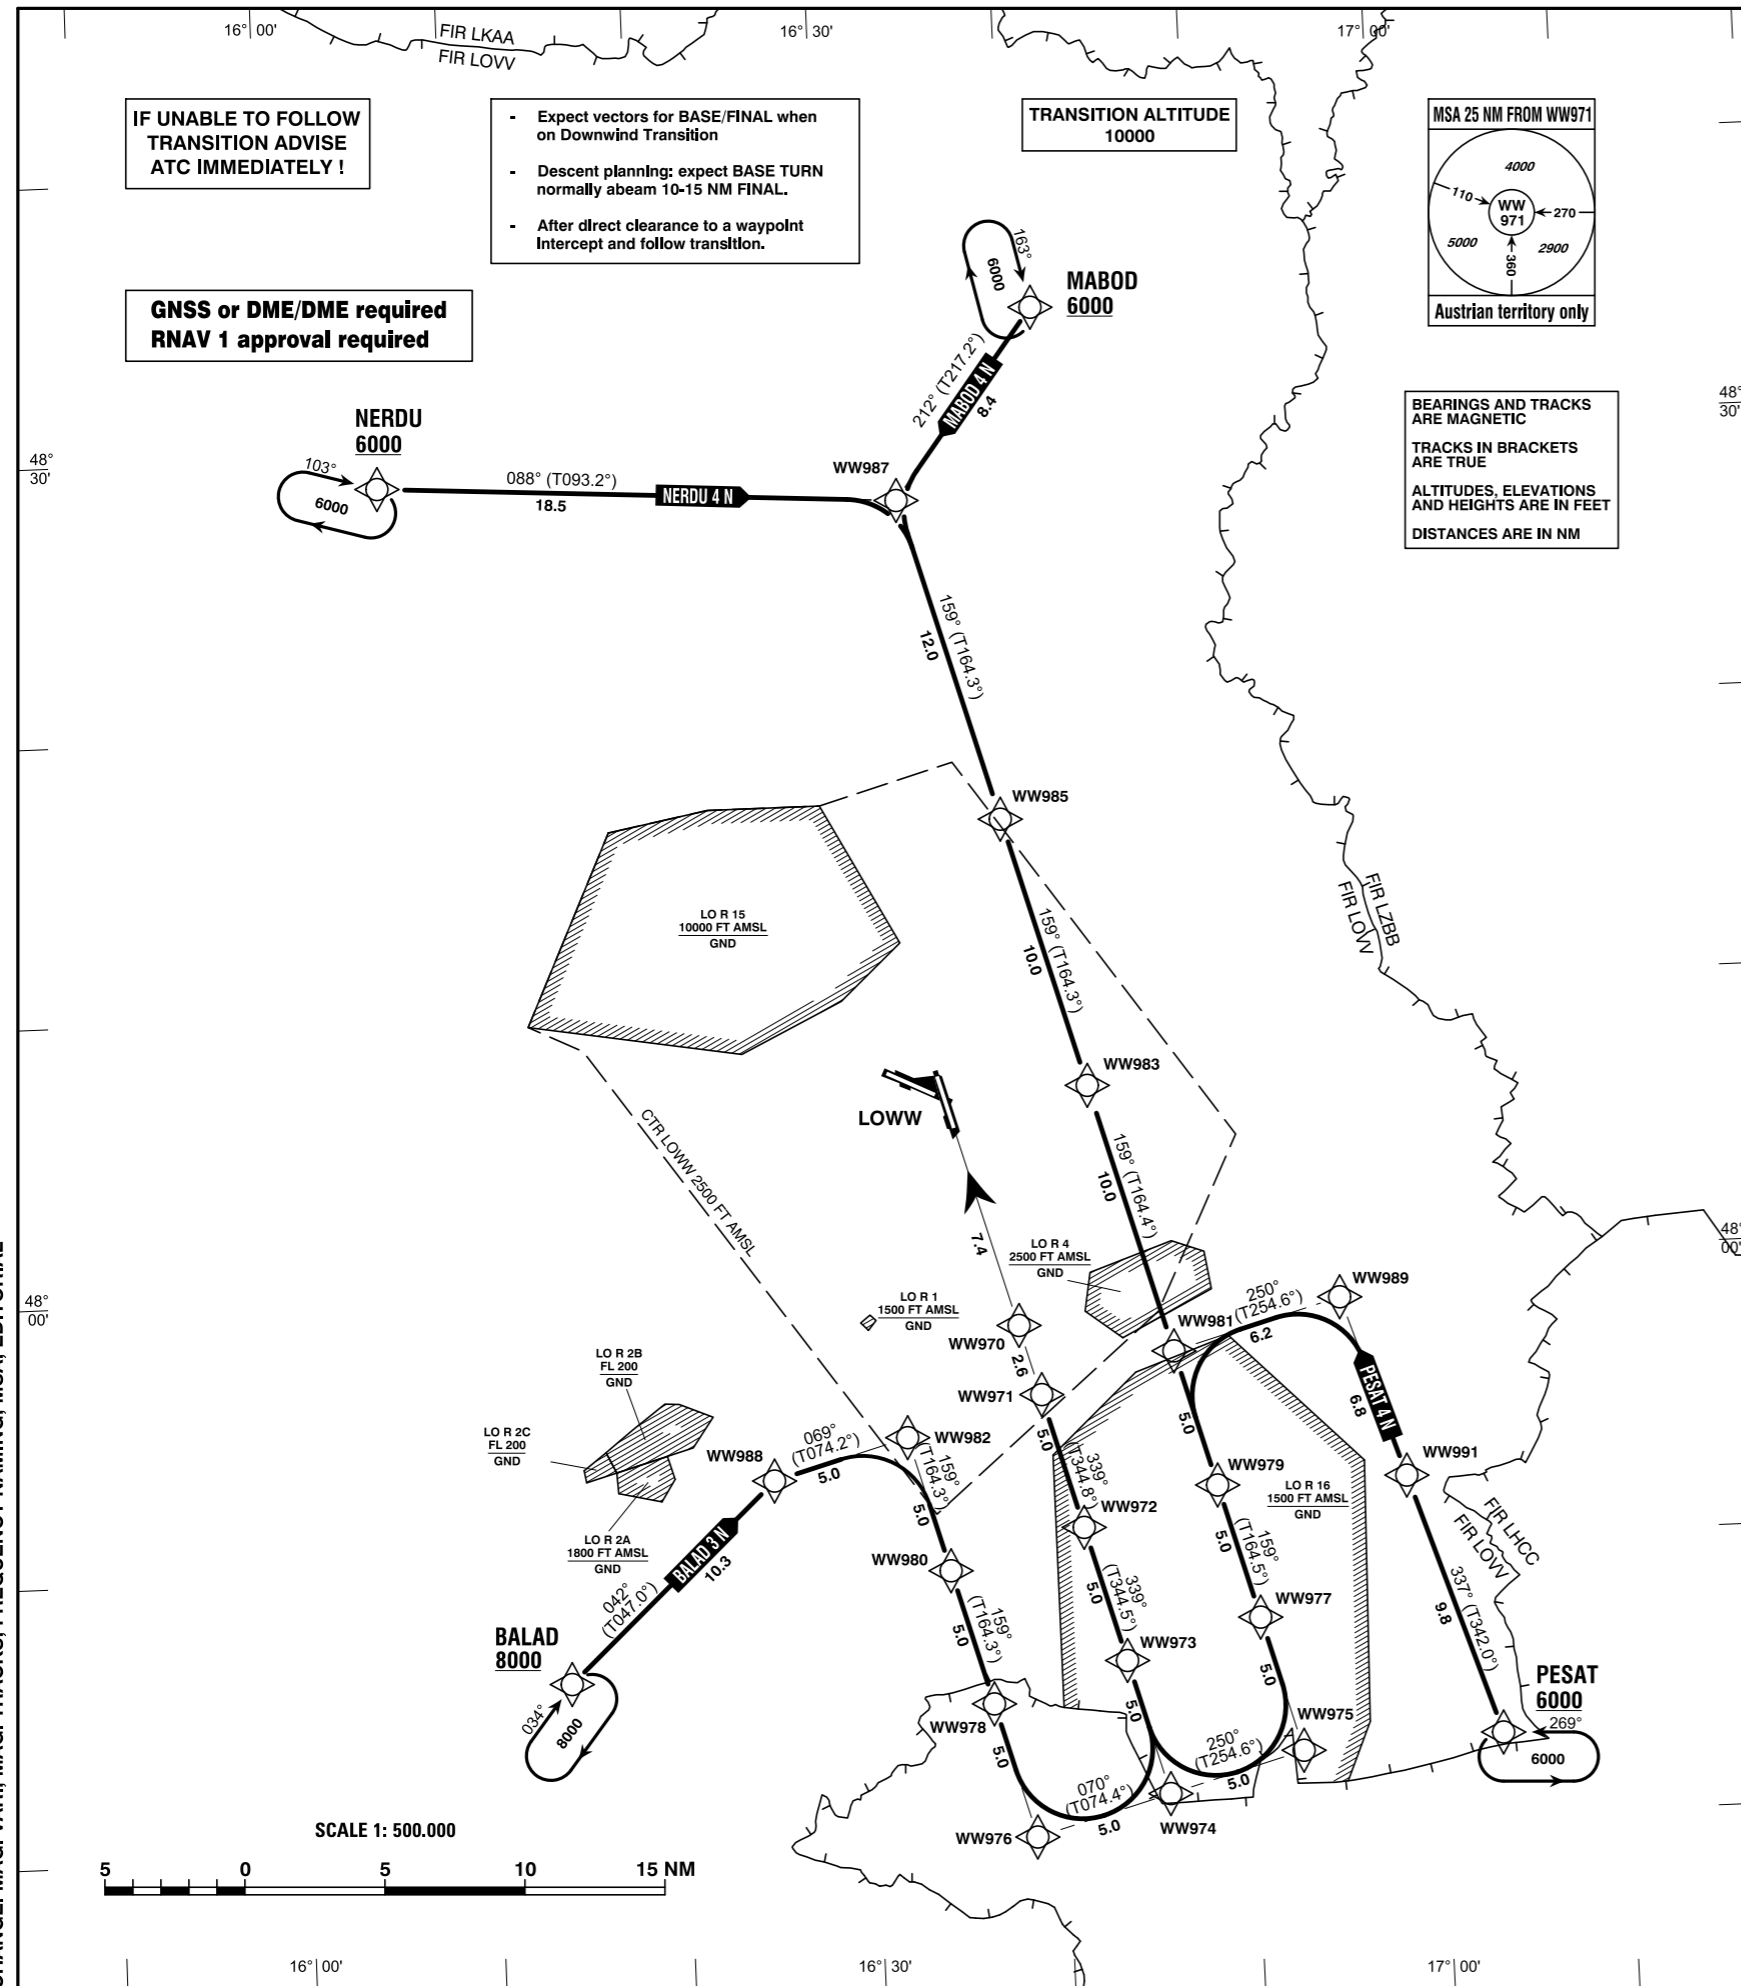 16° 00'
FIR LKAA
FIR LOVV
16° 30'
17° 00'
IF UNABLE TO FOLLOW
TRANSITION ADVISE
ATC IMMEDIATELY !
- Expect vectors for BASE/FINAL when
on Downwind Transition
- Descent planning: expect BASE TURN
normally abeam 10-15 NM FINAL.
- After direct clearance to a waypoint
Intercept and follow transition.
TRANSITION ALTITUDE
10000
MSA 25 NM FROM WW971
4000
110
WW
971
270
5000
2900
360
Austrian territory only
GNSS or DME/DME required
RNAV 1 approval required
163°
6000
MABOD
6000
212° (T217.2°)
MABOD 4 N
8.4
BEARINGS AND TRACKS
ARE MAGNETIC
TRACKS IN BRACKETS
ARE TRUE
ALTITUDES, ELEVATIONS
AND HEIGHTS ARE IN FEET
DISTANCES ARE IN NM
48°
30'
48°
30'
NERDU
6000
103°
6000
088° (T093.2°)
18.5
NERDU 4 N
WW987
159° (T164.3°)
12.0
WW985
LO R 15
10000 FT AMSL
GND
159° (T164.3°)
10.0
FIR LZBB
FIR LOVV
WW983
LOWW
CTR LOWW 2500 FT AMSL
159° (T164.4°)
10.0
7.4
LO R 4
2500 FT AMSL
GND
48°
00'
48°
00'
LO R 1
1500 FT AMSL
GND
WW970
2.6
WW971
WW981
250°
(T254.6°)
6.2
WW989
PESAT 4 N
6.8
WW991
LO R 2B
FL 200
GND
LO R 2C
FL 200
GND
LO R 2A
1800 FT AMSL
GND
WW988
069°
(T074.2°)
5.0
WW982
159°
(T164.3°)
5.0
WW980
BALAD 3 N
10.3
042°
(T047.0°)
BALAD
8000
034°
8000
339°
(T344.8°)
5.0
WW972
5.0
WW979
LO R 16
1500 FT AMSL
GND
159°
(T164.5°)
5.0
WW977
339°
(T344.5°)
5.0
WW973
159°
(T164.3°)
5.0
WW978
5.0
5.0
5.0
WW975
250°
(T254.6°)
5.0
070°
(T074.4°)
5.0
WW976
WW974
FIR LHCC
FIR LOVV
337° (T342.0°)
9.8
PESAT
6000
269°
6000
SCALE 1: 500.000
5 0 5 10 15 NM
16° 00'
16° 30'
17° 00'